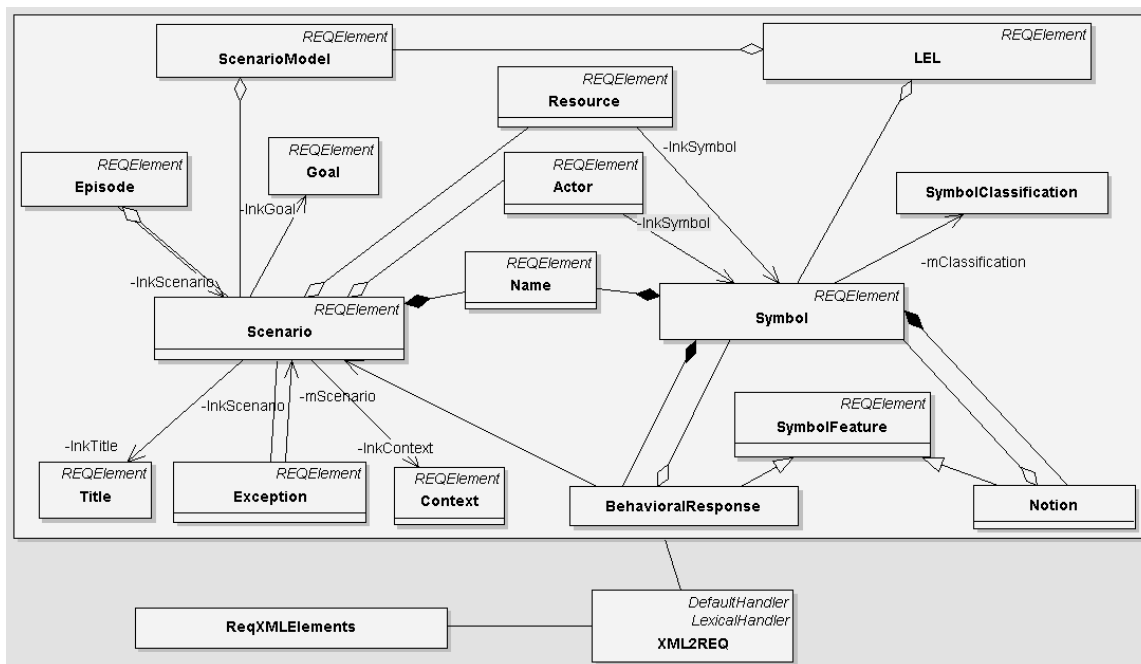 REQElement
ScenarioModel
REQElement
LEL
REQElement
Resource
-lnkSymbol
REQElement
Goal
REQElement
Episode
REQElement
Actor
SymbolClassification
-lnkGoal
-lnkSymbol
-mClassification
-lnkScenario
REQElement
Name
REQElement
Scenario
REQElement
Symbol
-lnkScenario
-mScenario
REQElement
SymbolFeature
-lnkTitle
-lnkContext
REQElement
Title
REQElement
Exception
REQElement
Context
BehavioralResponse
Notion
DefaultHandler
LexicalHandler
XML2REQ
ReqXMLElements